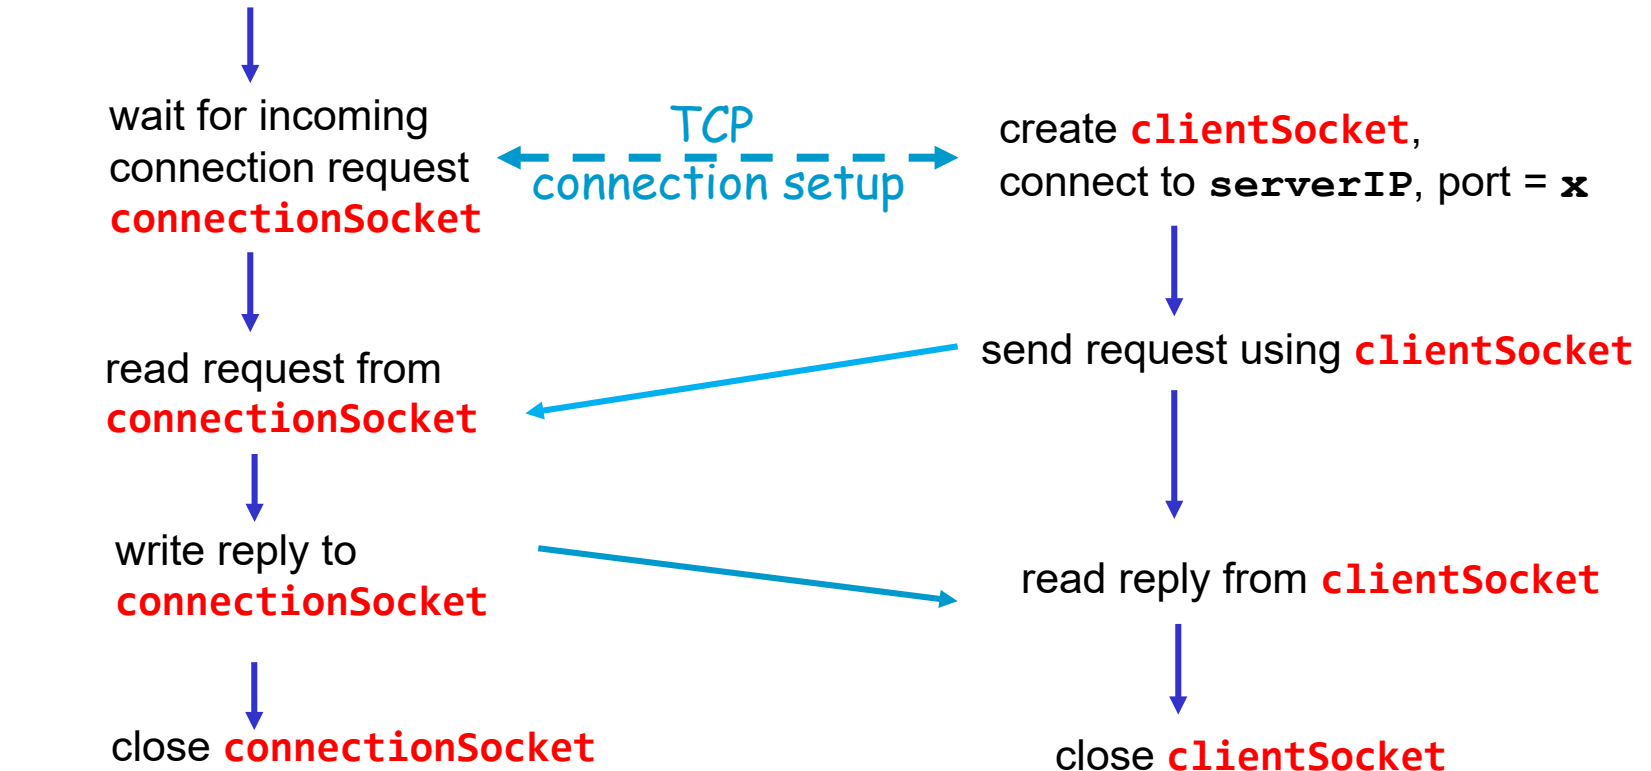 wait for incoming
connection request
connectionSocket
TCP
connection setup
create clientSocket,
connect to serverIP, port = x
read request from
connectionSocket
send request using clientSocket
write reply to
connectionSocket
read reply from clientSocket
close connectionSocket
close clientSocket